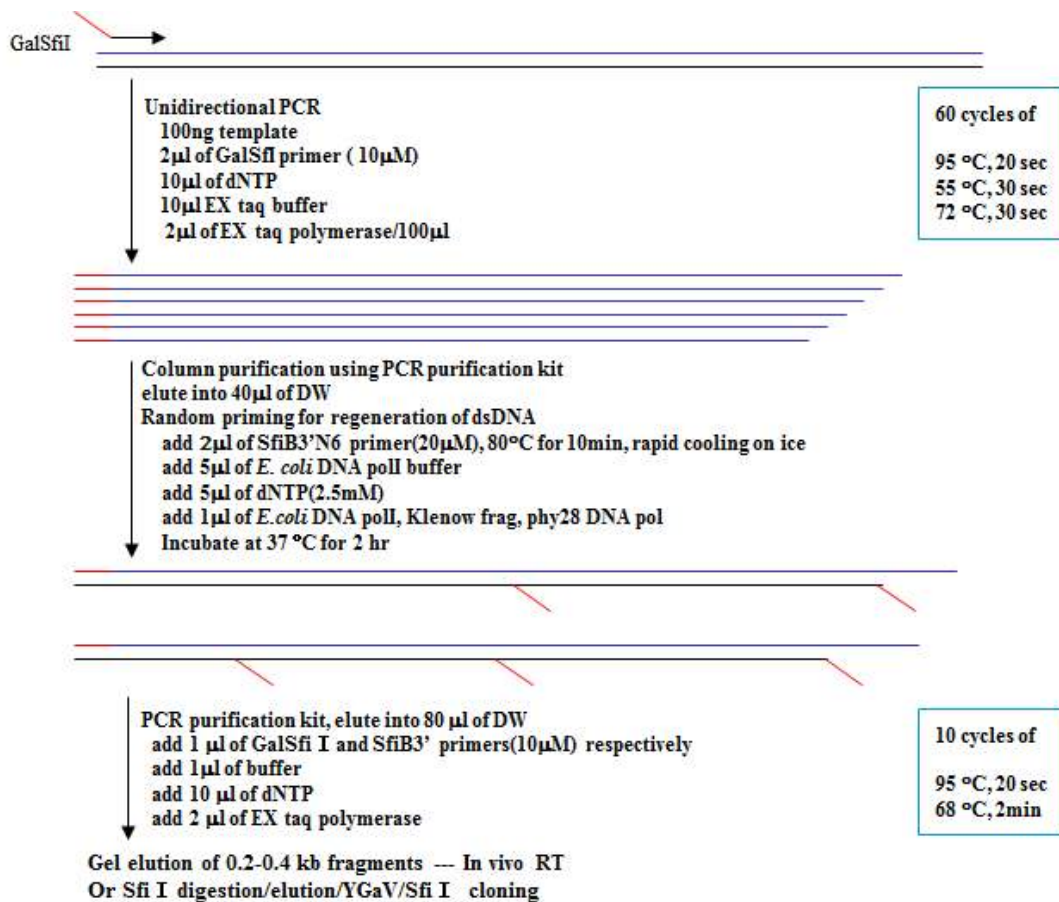 GalSfiI
Unidirectional PCR
100ng template
2µl of GalSfI primer ( 10µM)
10µl of dNTP
10µl EX taq buffer
2µl of EX taq polymerase/100µl
60 cycles of
95 °C, 20 sec
55 °C, 30 sec
72 °C, 30 sec
Column purification using PCR purification kit
elute into 40µl of DW
Random priming for regeneration of dsDNA
add 2µl of SfiB3’N6 primer(20µM), 80°C for 10min, rapid cooling on ice
add 5µl of E. coli DNA polI buffer
add 5µl of dNTP(2.5mM)
add 1µl of E.coli DNA polI, Klenow frag, phy28 DNA pol
Incubate at 37 °C for 2 hr
PCR purification kit, elute into 80 µl of DW
add 1 µl of GalSfi I and SfiB3’ primers(10µM) respectively
add 1µl of buffer
add 10 µl of dNTP
add 2 µl of EX taq polymerase
10 cycles of
95 °C, 20 sec
68 °C, 2min
Gel elution of 0.2-0.4 kb fragments --- In vivo RT
Or Sfi I digestion/elution/YGaV/Sfi I cloning